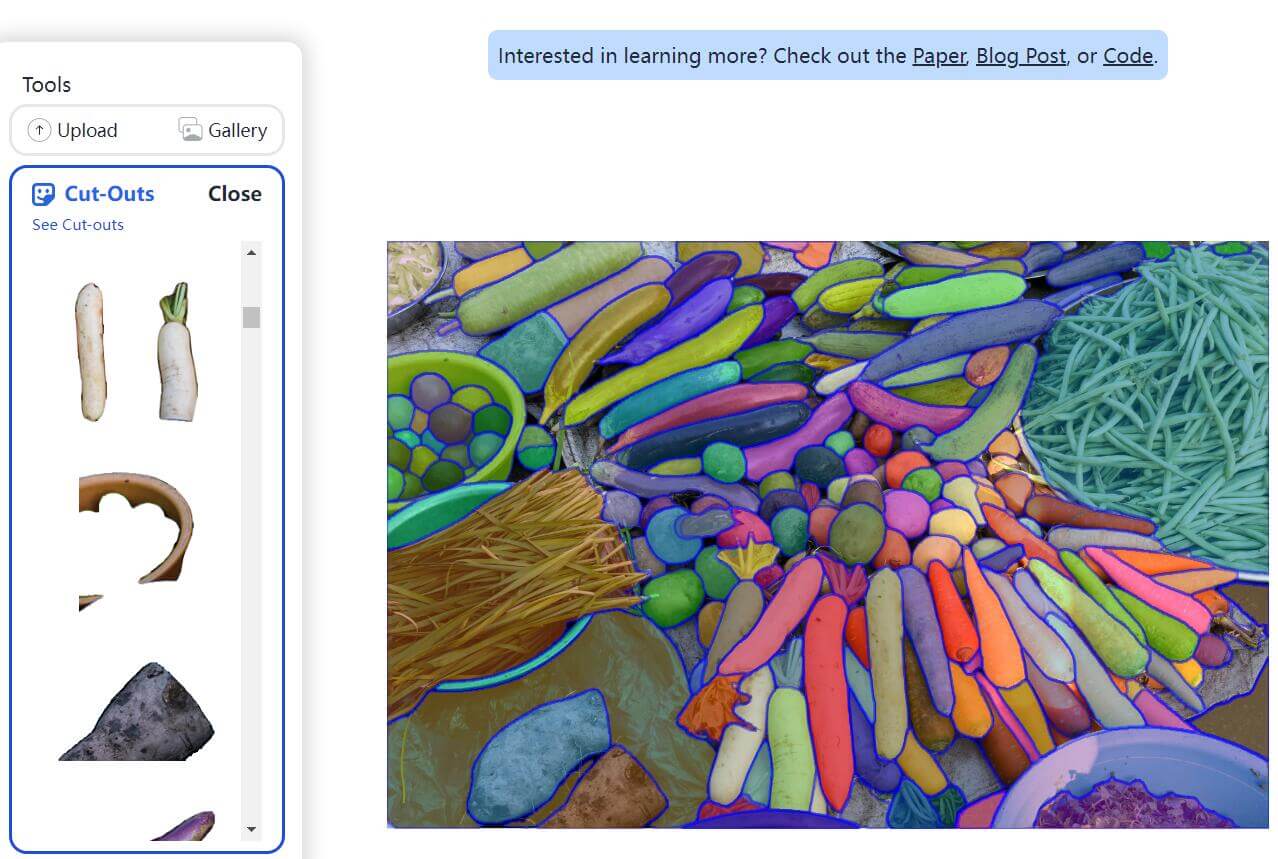 Interested in learning more? Check out the Paper, Blog Post, or Code.
Tools
Upload
Gallery
Cut-Outs
Close
See Cut-outs